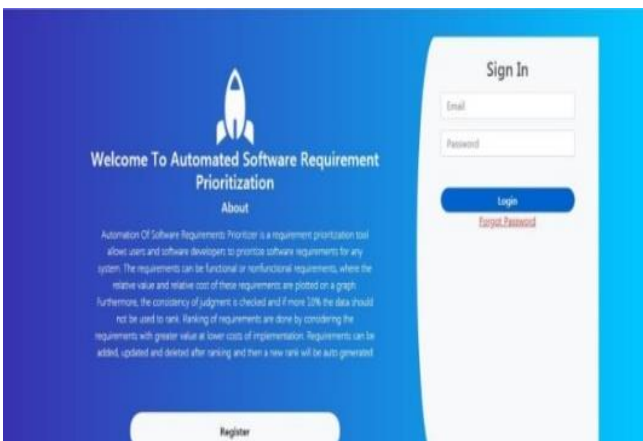 Welcome To Automated Software Requirement
Prioritization
About
Automation Of Software Requirements Prioritizer is a requirement prioritization tool
allows users and software developers to prioritize software requirements for any
system. The requirements can be functional or nonfunctional requirements, where the
relative value and relative cost of these requirements are plotted on a graph.
Furthermore, the consistency of judgment is checked and if more 10% the data should
not be used to rank. Ranking of requirements are done by considering the
requirements with greater value at lower costs of implementation. Requirements can be
added, updated and deleted after ranking and then a new rank will be auto generated
Register
Sign In
Email
Password
Login
Forgot Password